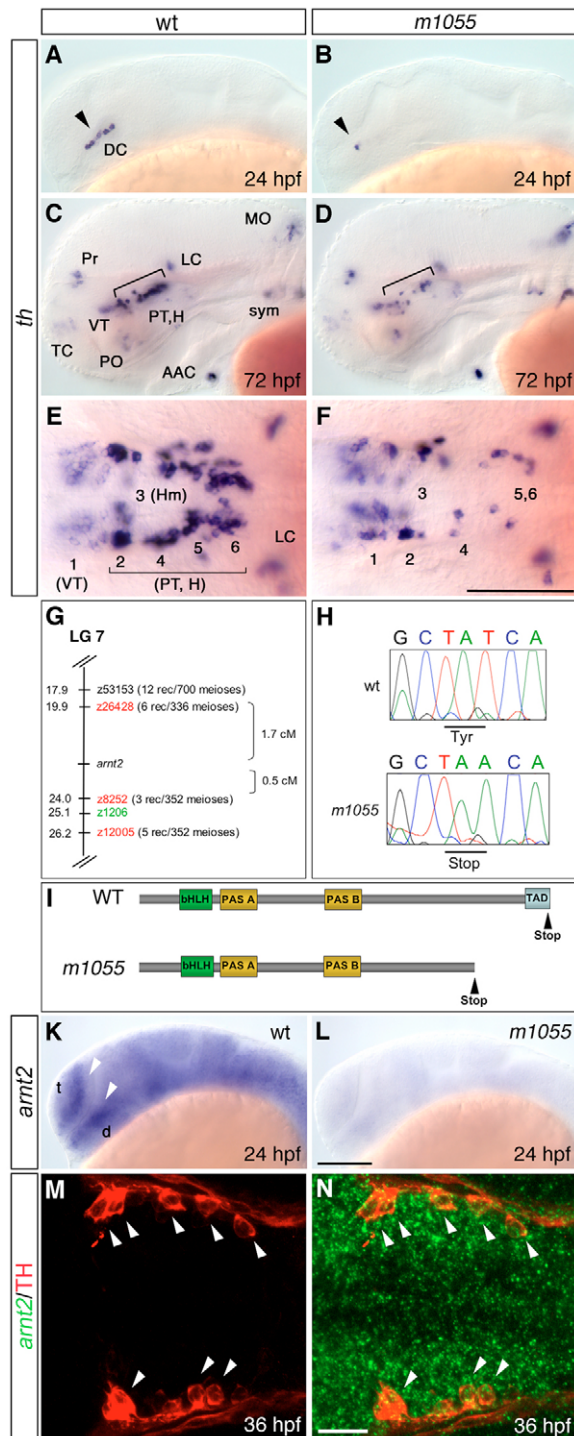 wt
m1055
th
A
DC
24 hpf
B
24 hpf
C
MO
Pr
LC
VT
PT,H
sym
TC
PO
AAC
72 hpf
D
72 hpf
E
3 (Hm)
LC
1
(VT)
2
4
5
6
(PT, H)
F
3
5,6
1
2
4
G
LG 7
17.9
z53153 (12 rec/700 meioses)
19.9
z26428 (6 rec/336 meioses)
1.7 cM
arnt2
0.5 cM
24.0
z8252 (3 rec/352 meioses)
25.1
z1206
26.2
z12005 (5 rec/352 meioses)
H
G C T A T C A
wt
Tyr
G C T A A C A
m1055
Stop
I
WT
bHLH
PAS A
PAS B
TAD
Stop
m1055
bHLH
PAS A
PAS B
Stop
arnt2
K
wt
t
d
24 hpf
L
m1055
24 hpf
arnt2/TH
M
36 hpf
N
36 hpf